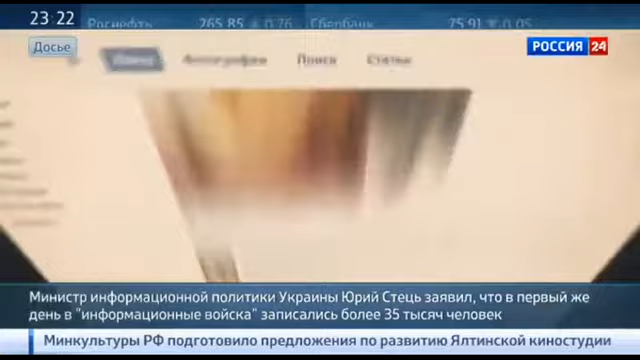 23:22 Роснефть 265.85 0.76 Сбербанк 75.91 0.05
Досье
РОССИЯ 24
Фотографии Поиск Статьи
Министр информационной политики Украины Юрий Стець заявил, что в первый же
день в "информационные войска" записались более 35 тысяч человек
Минкультуры РФ подготовило предложения по развитию Ялтинской киностудии